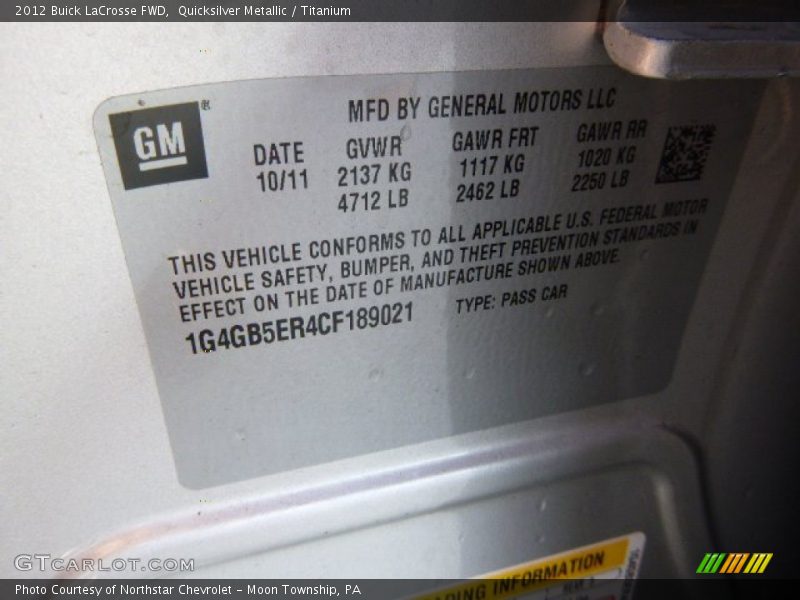 2012 Buick LaCrosse FWD, Quicksilver Metallic / Titanium
GM
®
MFD BY GENERAL MOTORS LLC
DATE GVWR GAWR FRT GAWR RR
10/11 2137 KG 1117 KG 1020 KG
4712 LB 2462 LB 2250 LB
THIS VEHICLE CONFORMS TO ALL APPLICABLE U.S. FEDERAL MOTOR
VEHICLE SAFETY, BUMPER, AND THEFT PREVENTION STANDARDS IN
EFFECT ON THE DATE OF MANUFACTURE SHOWN ABOVE.
1G4GB5ER4CF189021 TYPE: PASS CAR
INFORMATION
GTCarLot.com
Photo Courtesy of Northstar Chevrolet - Moon Township, PA